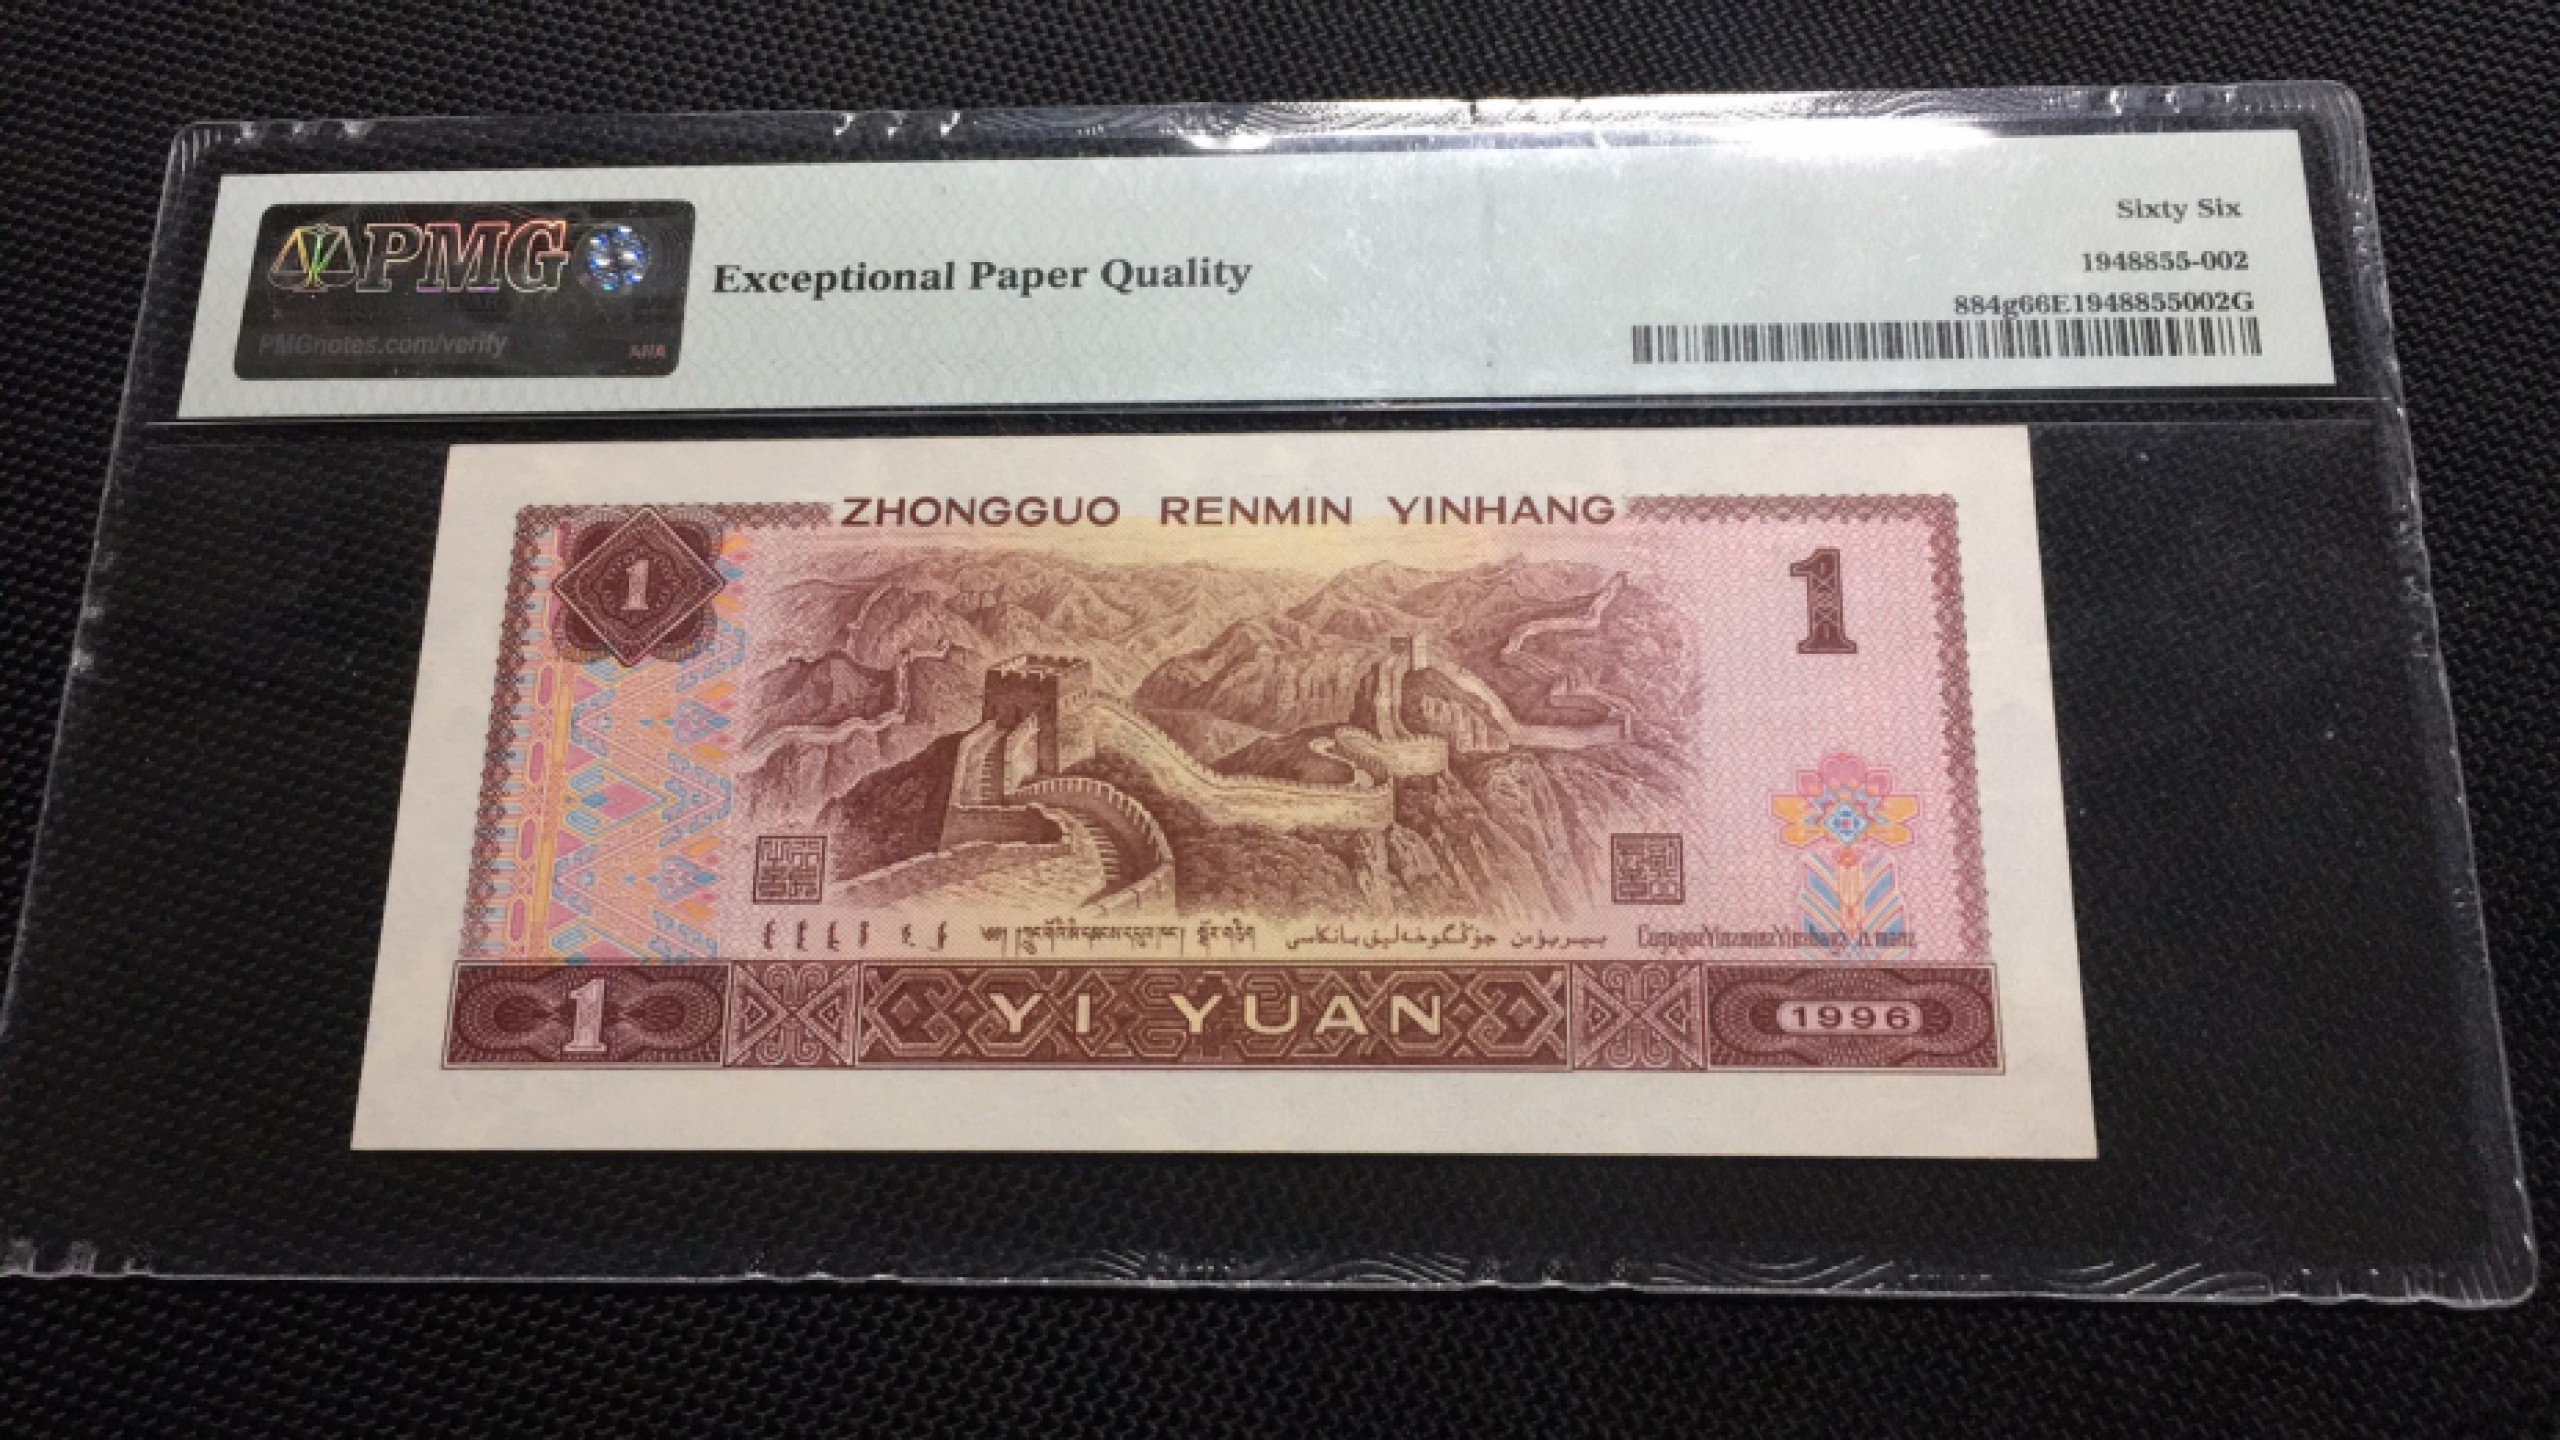 PMG
PMGnotes.com/verify
ANA
Exceptional Paper Quality
Sixty Six
1948855-002
884g66E1948855002G
ZHONGGUO RENMIN YINHANG
1
1
1
YI YUAN
1996